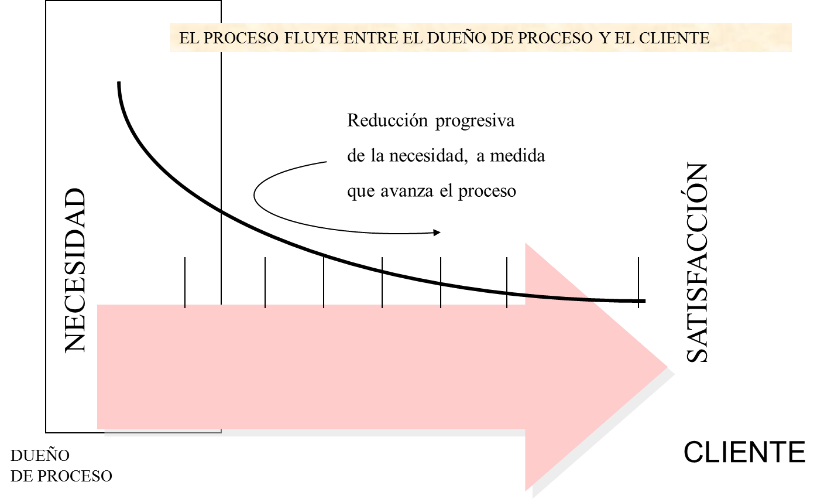 EL PROCESO FLUYE ENTRE EL DUEÑO DE PROCESO Y EL CLIENTE
Reducción progresiva
de la necesidad, a medida
que avanza el proceso
NECESIDAD
SATISFACCIÓN
DUEÑO
DE PROCESO
CLIENTE